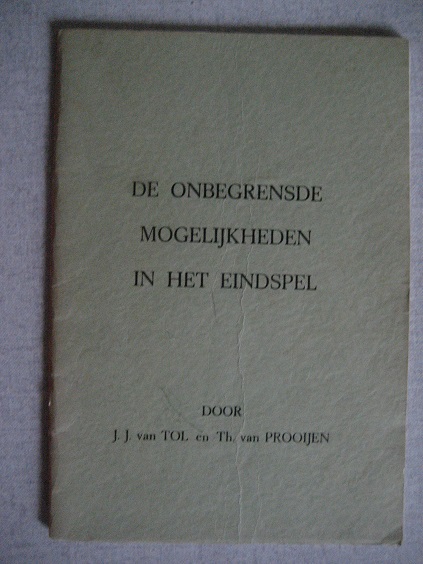 DE ONBEGRENSDE
MOGELIJKHEDEN
IN HET EINDSPEL
DOOR
J. J. van TOL en Th. van PROOIJEN